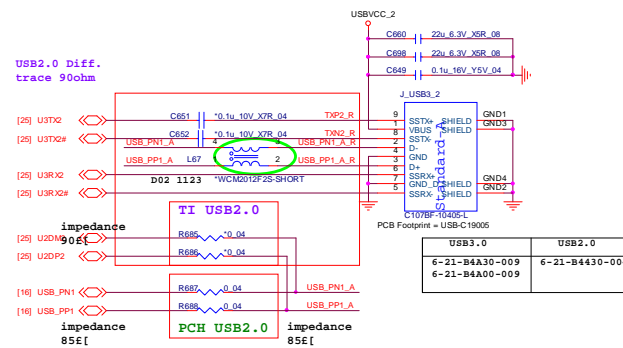 USBVCC_2
C660 22u_6.3V_X5R_08
C698 22u_6.3V_X5R_08
C649 0.1u_16V_Y5V_04
USB2.0 Diff.
trace 90ohm
J_USB3_2
[25] U3TX2 C651 *0.1u_10V_X7R_04 TXP2_R 9 SSTX+ SHIELD GND1
1 VBUS SHIELD GND3
[25] U3TX2# C652 *0.1u_10V_X7R_04 TXN2_R 8 SSTX-
USB_PN1_A 4 3 USB_PN1_A_R 2 D-
3 GND
USB_PP1_A L67 1 2 USB_PP1_A_R 6 D+
[25] U3RX2 SSRX+
D02 1123 *WCM2012F2S-SHORT 7 GND_D SHIELD GND4
[25] U3RX2# 5 SSRX- SHIELD GND2
Standard-A
C107BF-10405-L
PCB Footprint = USB-C19005
TI USB2.0
impedance
90£[
[25] U2DM2 R685 *0_04
[25] U2DP2 R686 *0_04
USB3.0 USB2.0
6-21-B4A30-009 6-21-B4430-00
6-21-B4A00-009
[16] USB_PN1 R687 0_04 USB_PN1_A
[16] USB_PP1 R688 0_04 USB_PP1_A
PCH USB2.0
impedance
85£[
impedance
85£[